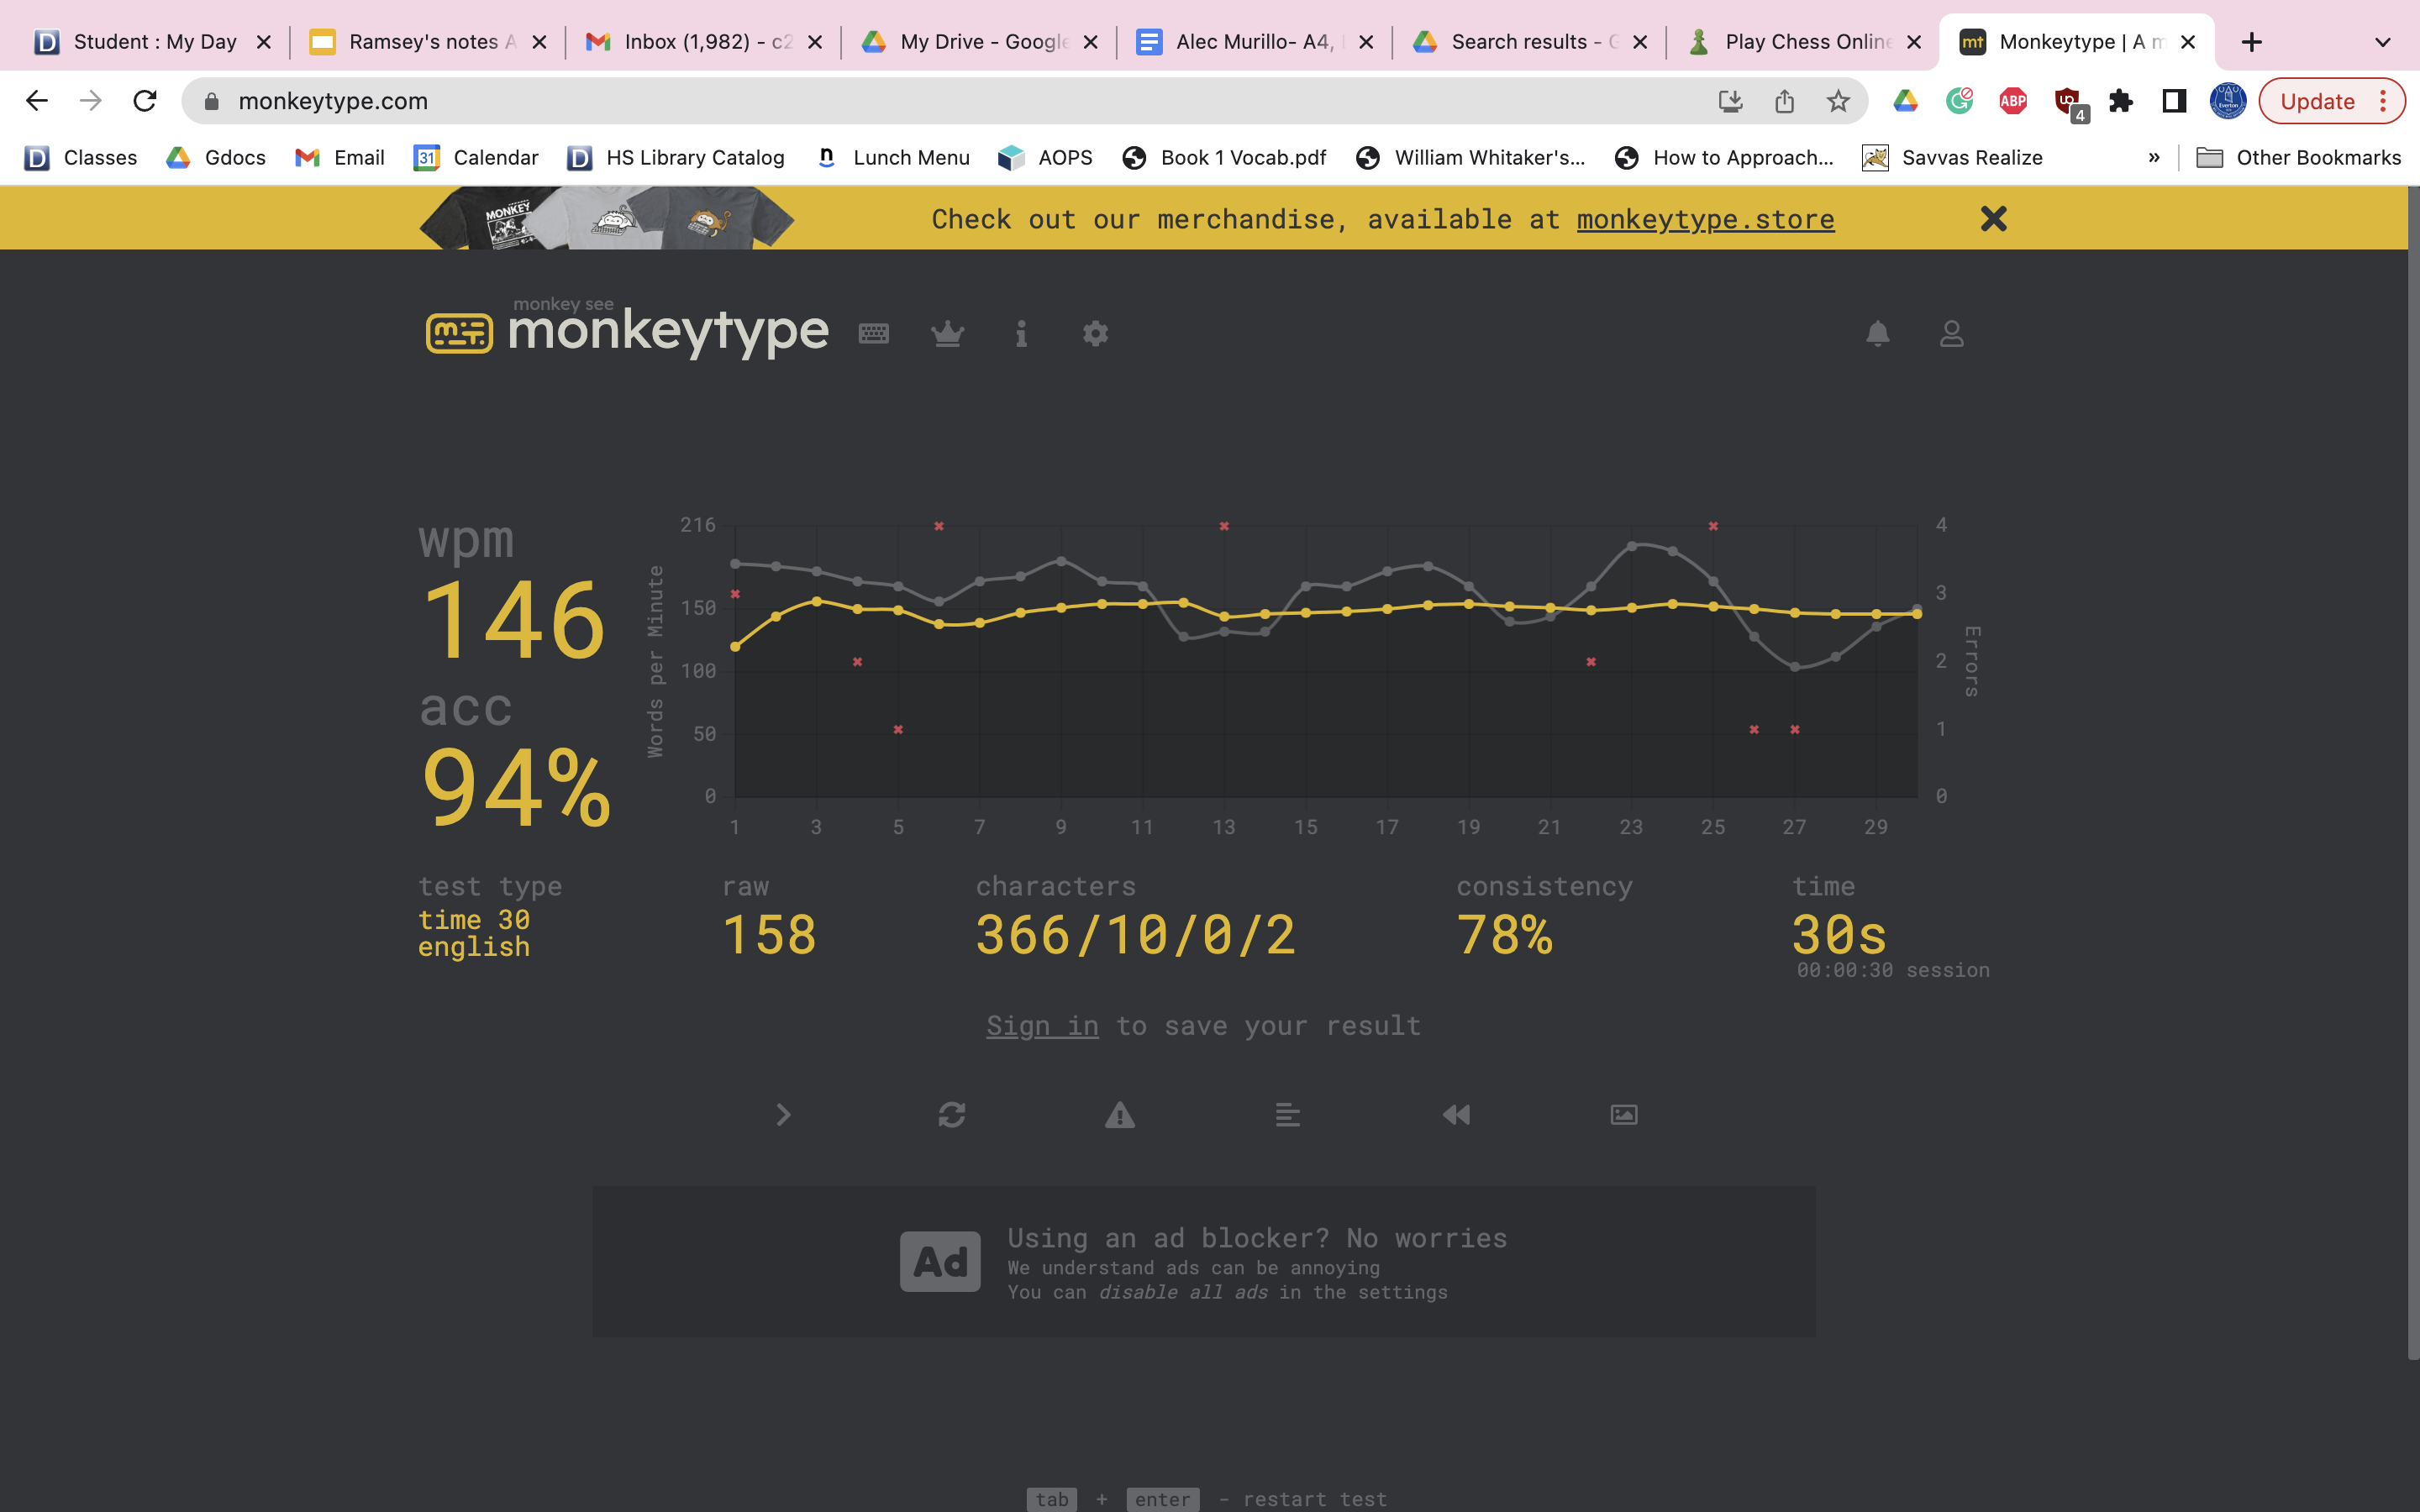 Student : My Day
Ramsey's notes A
Inbox (1,982) - c2
My Drive - Google
Alec Murillo- A4,
Search results - G
Play Chess Online
mt
Monkeytype | A m
monkeytype.com
ABP
4
Update
Classes
Gdocs
Email
31
Calendar
HS Library Catalog
Lunch Menu
AOPS
Book 1 Vocab.pdf
William Whitaker's...
How to Approach...
Savvas Realize
»
Other Bookmarks
MONKEY
Check out our merchandise, available at monkeytype.store
monkey see
monkeytype
wpm
146
acc
94%
Words per Minute
216
150
100
50
0
1 3 5 7 9 11 13 15 17 19 21 23 25 27 29
4
3
2
1
0
Errors
test type
time 30
english
raw
158
characters
366/10/0/2
consistency
78%
time
30s
00:00:30 session
Sign in to save your result
Ad
Using an ad blocker? No worries
We understand ads can be annoying
You can disable all ads in the settings
tab + enter - restart test